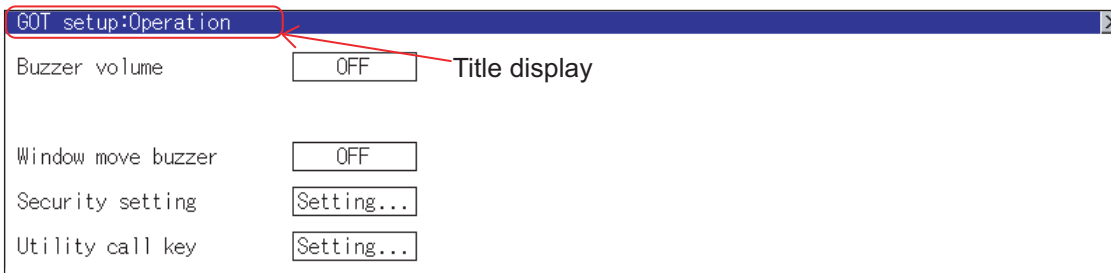 GOT setup:Operation
Buzzer volume OFF Title display
Window move buzzer OFF
Security setting Setting...
Utility call key Setting...